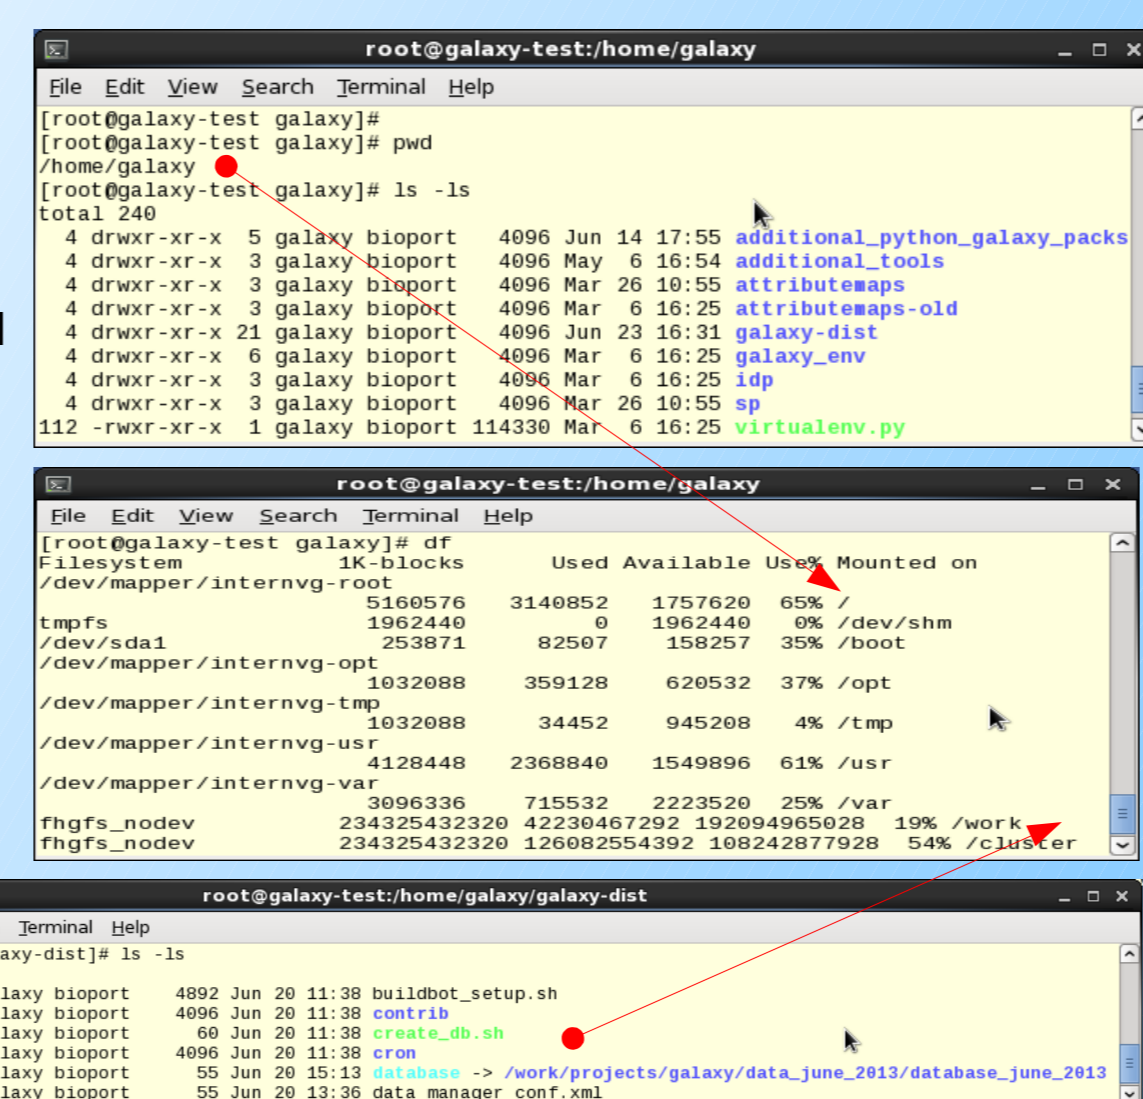 root@galaxy-test:/home/galaxy
File Edit View Search Terminal Help
[root@galaxy-test galaxy]#
[root@galaxy-test galaxy]# pwd
/home/galaxy
[root@galaxy-test galaxy]# ls -ls
total 240
4 drwxr-xr-x 5 galaxy bioport 4096 Jun 14 17:55 additional_python_galaxy_packs
4 drwxr-xr-x 3 galaxy bioport 4096 May 6 16:54 additional_tools
4 drwxr-xr-x 3 galaxy bioport 4096 Mar 26 10:55 attributemaps
4 drwxr-xr-x 3 galaxy bioport 4096 Mar 6 16:25 attributemaps-old
4 drwxr-xr-x 21 galaxy bioport 4096 Jun 23 16:31 galaxy-dist
4 drwxr-xr-x 6 galaxy bioport 4096 Mar 6 16:25 galaxy_env
4 drwxr-xr-x 3 galaxy bioport 4096 Mar 6 16:25 idp
4 drwxr-xr-x 3 galaxy bioport 4096 Mar 26 10:55 sp
112 -rwxr-xr-x 1 galaxy bioport 114330 Mar 6 16:25 virtualenv.py
root@galaxy-test:/home/galaxy
File Edit View Search Terminal Help
[root@galaxy-test galaxy]# df
Filesystem 1K-blocks Used Available Use% Mounted on
/dev/mapper/internvg-root
5160576 3140852 1757620 65% /
tmpfs 1962440 0 1962440 0% /dev/shm
/dev/sda1 253871 82507 158257 35% /boot
/dev/mapper/internvg-opt
1032088 359128 620532 37% /opt
/dev/mapper/internvg-tmp
1032088 34452 945208 4% /tmp
/dev/mapper/internvg-usr
4128448 2368840 1549896 61% /usr
/dev/mapper/internvg-var
3096336 715532 2223520 25% /var
fhgfs_nodev 234325432320 42230467292 192094965028 19% /work
fhgfs_nodev 234325432320 126082554392 108242877928 54% /cluster
root@galaxy-test:/home/galaxy/galaxy-dist
Terminal Help
axy-dist]# ls -ls
laxy bioport 4892 Jun 20 11:38 buildbot_setup.sh
laxy bioport 4096 Jun 20 11:38 contrib
laxy bioport 60 Jun 20 11:38 create_db.sh
laxy bioport 4096 Jun 20 11:38 cron
laxy bioport 55 Jun 20 15:13 database -> /work/projects/galaxy/data_june_2013/database_june_2013
laxy bioport 55 Jun 20 13:36 data manager conf.xml